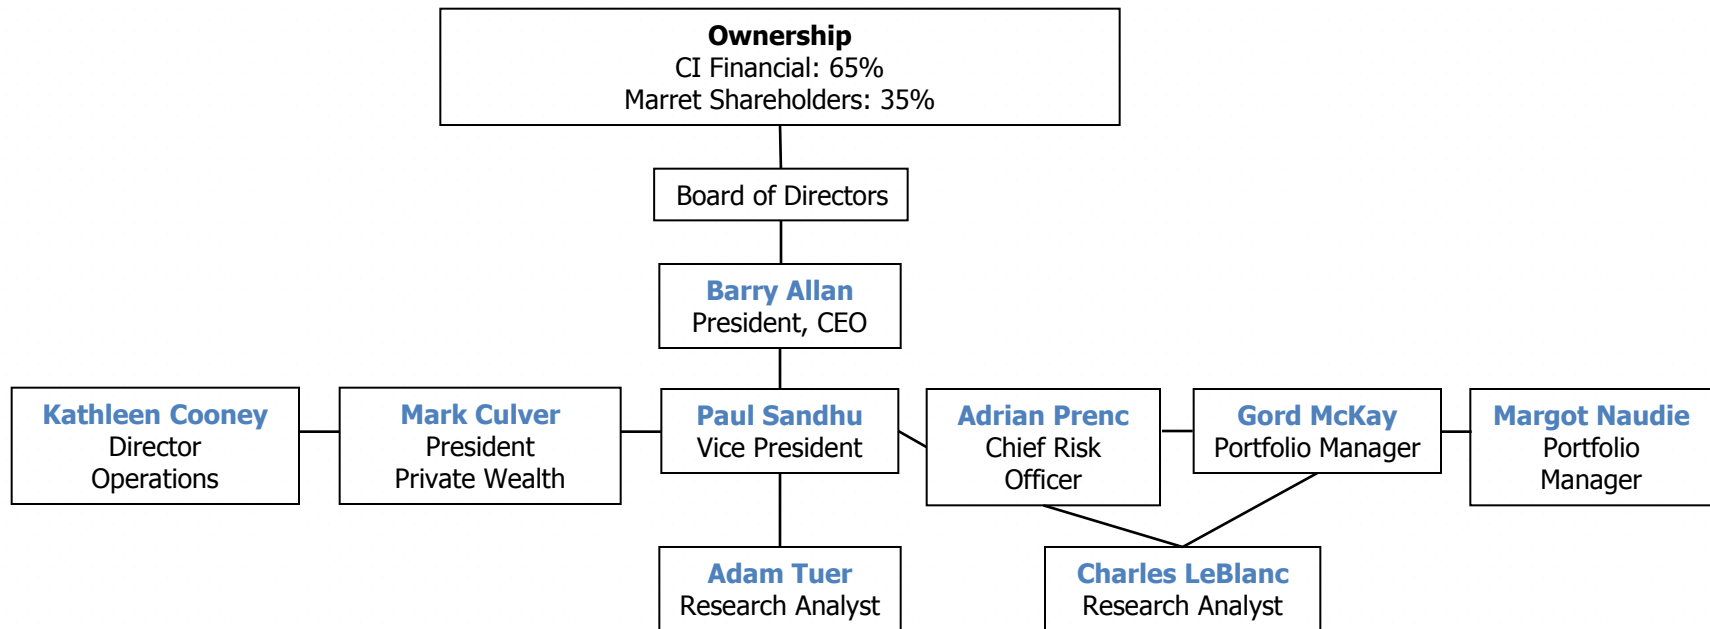 Ownership
CI Financial: 65%
Marret Shareholders: 35%
Board of Directors
Barry Allan
President, CEO
Kathleen Cooney
Director
Operations
Mark Culver
President
Private Wealth
Paul Sandhu
Vice President
Adrian Prenc
Chief Risk
Officer
Gord McKay
Portfolio Manager
Margot Naudie
Portfolio
Manager
Adam Tuer
Research Analyst
Charles LeBlanc
Research Analyst